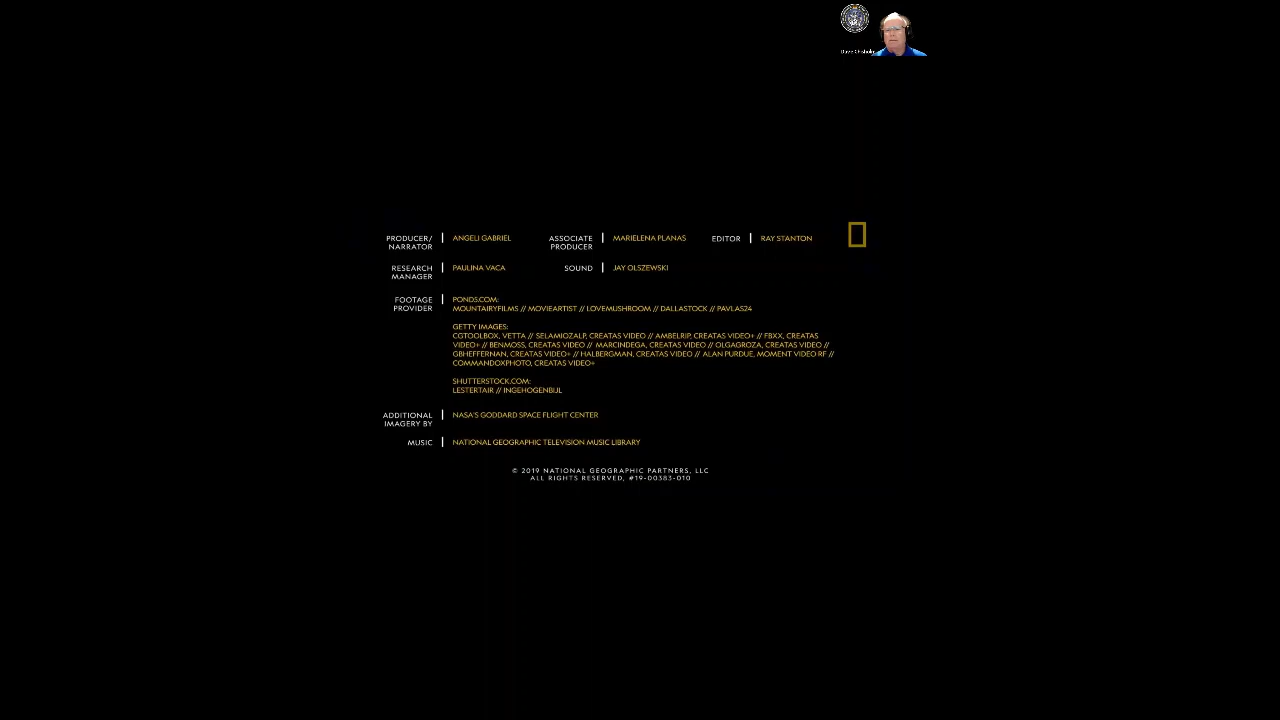 Dave Chisholm
PRODUCER/ NARRATOR | ANGELI GABRIEL
ASSOCIATE PRODUCER | MARIELENA PLANAS
EDITOR | RAY STANTON
RESEARCH MANAGER | PAULINA VACA
SOUND | JAY OLSZEWSKI
FOOTAGE PROVIDER | POND5.COM:
MOUNTAIRYFILMS // MOVIEARTIST // LOVEMUSHROOM // DALLASTOCK // PAVLAS24
GETTY IMAGES:
CGTOOLBOX, VETTA // SELAMIOZALP, CREATAS VIDEO // AMBELRIP, CREATAS VIDEO+ // FBXX, CREATAS
VIDEO+ // BENMOSS, CREATAS VIDEO // MARCINDEGA, CREATAS VIDEO // OLGAGROZA, CREATAS VIDEO //
GBHEFFERNAN, CREATAS VIDEO+ // HALBERGMAN, CREATAS VIDEO // ALAN PURDUE, MOMENT VIDEO RF //
COMMANDOXPHOTO, CREATAS VIDEO+
SHUTTERSTOCK.COM:
LESTERTAIR // INGEHOGENBIJL
ADDITIONAL IMAGERY BY | NASA'S GODDARD SPACE FLIGHT CENTER
MUSIC | NATIONAL GEOGRAPHIC TELEVISION MUSIC LIBRARY
© 2019 NATIONAL GEOGRAPHIC PARTNERS, LLC
ALL RIGHTS RESERVED, #19-00383-010